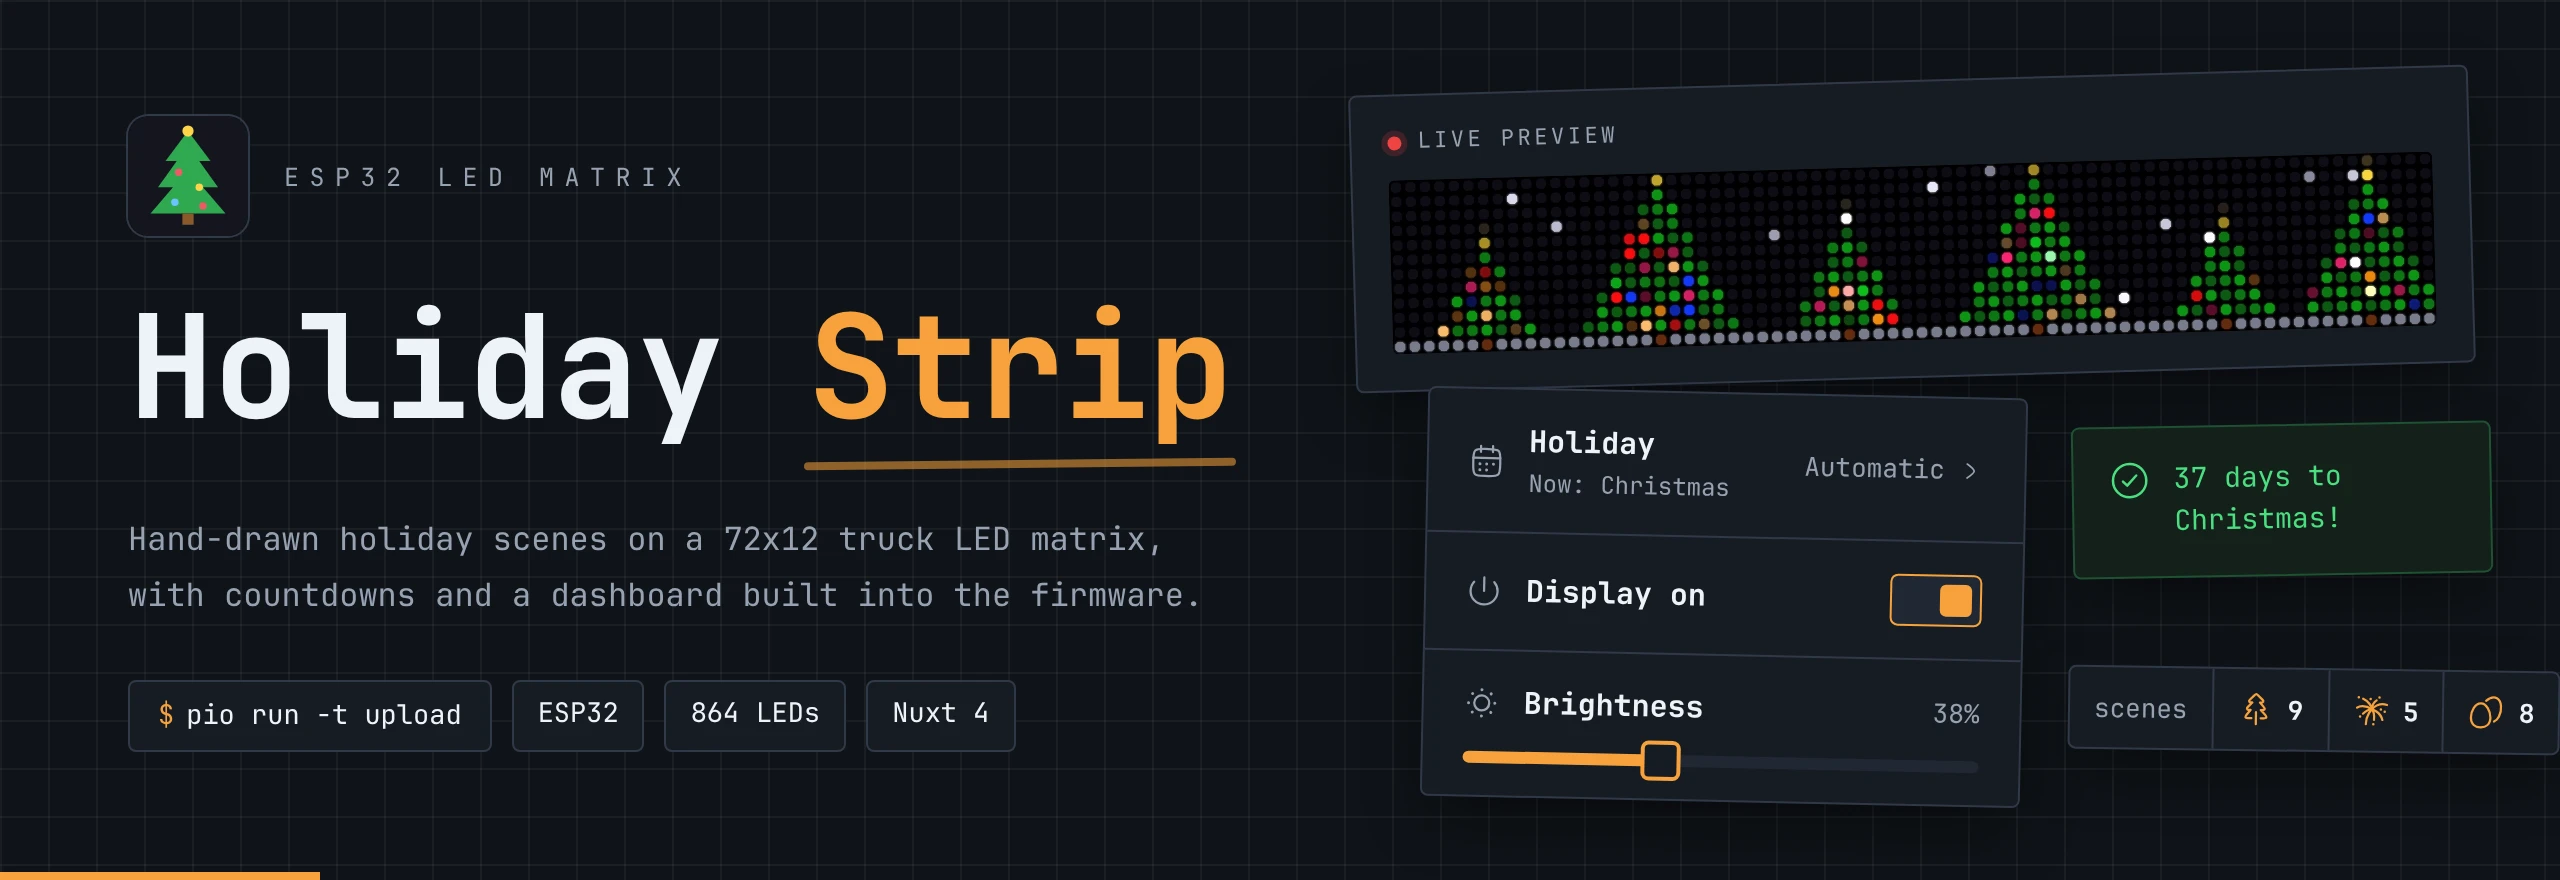 ESP32 LED MATRIX
Holiday Strip
Hand-drawn holiday scenes on a 72x12 truck LED matrix,
with countdowns and a dashboard built into the firmware.
$ pio run -t upload
ESP32
864 LEDs
Nuxt 4
LIVE PREVIEW
Holiday
Now: Christmas
Automatic
Display on
Brightness
38%
37 days to
Christmas!
scenes 9 5 8